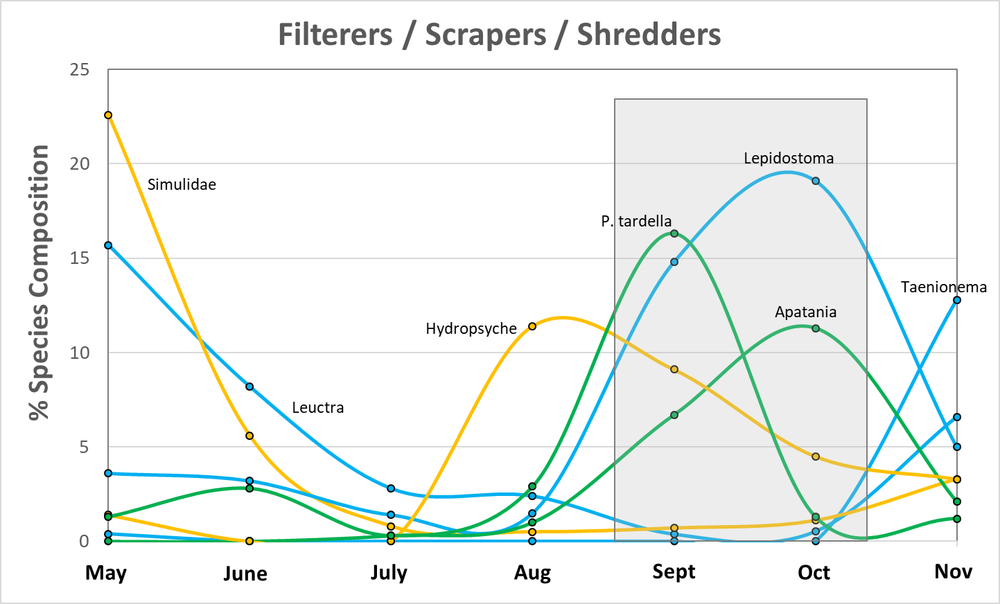 Filterers / Scrapers / Shredders
% Species Composition
25
20
15
10
5
0
Simulidae
Leuctra
Hydropsyche
P. tardella
Lepidostoma
Apatania
Taenionema
May June July Aug Sept Oct Nov